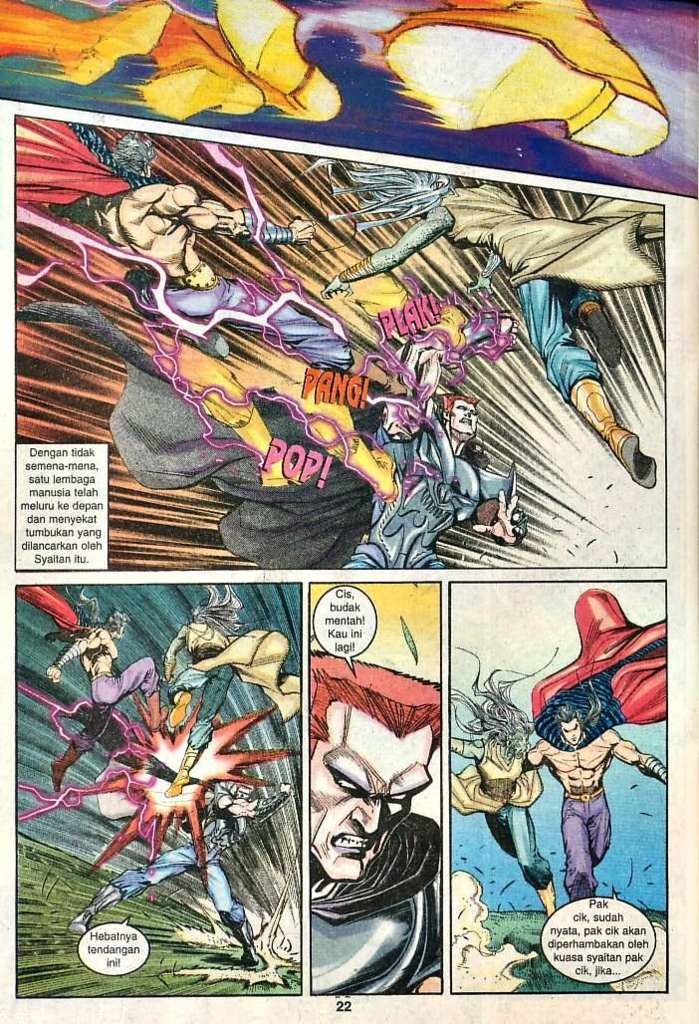 PLAK!
PANG!
POP!
Dengan tidak
semena-mena,
satu lembaga
manusia telah
meluru ke depan
dan menyekat
tumbukan yang
dilancarkan oleh
Syaitan itu.
Hebatnya
tendangan
ini!
Cis,
budak
mentah!
Kau ini
lagi!
Pak
cik, sudah
nyata, pak cik akan
diperhambakan oleh
kuasa syaitan pak
cik, jika...
22